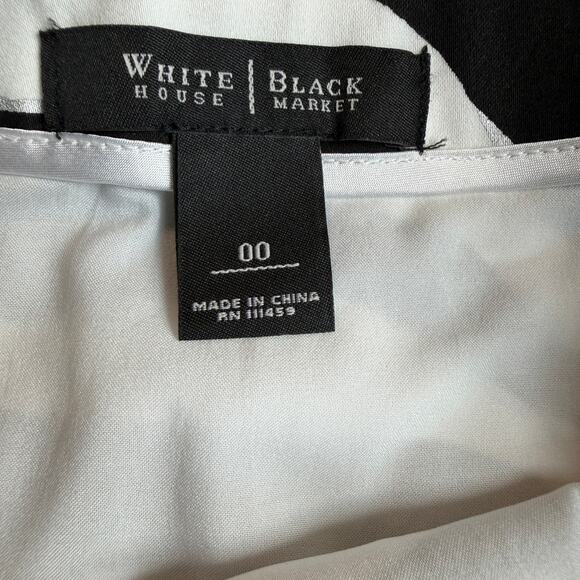 WHITE | BLACK
HOUSE | MARKET
00
MADE IN CHINA
RN 111459